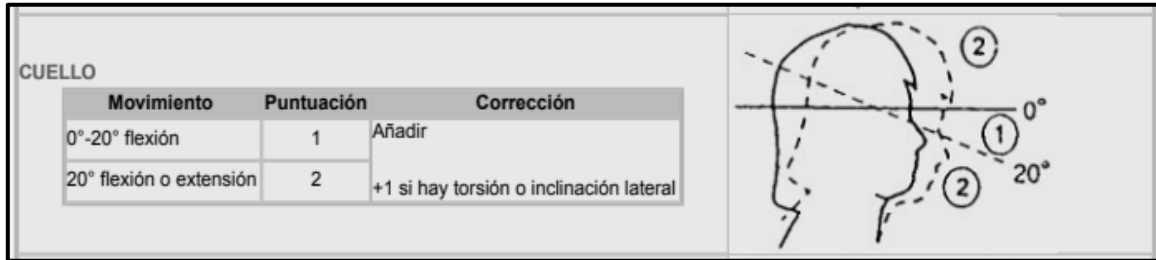 CUELLO
Movimiento Puntuación Corrección
0°-20° flexión 1 Añadir
20° flexión o extensión 2 +1 si hay torsión o inclinación lateral
2
0°
1
20°
2